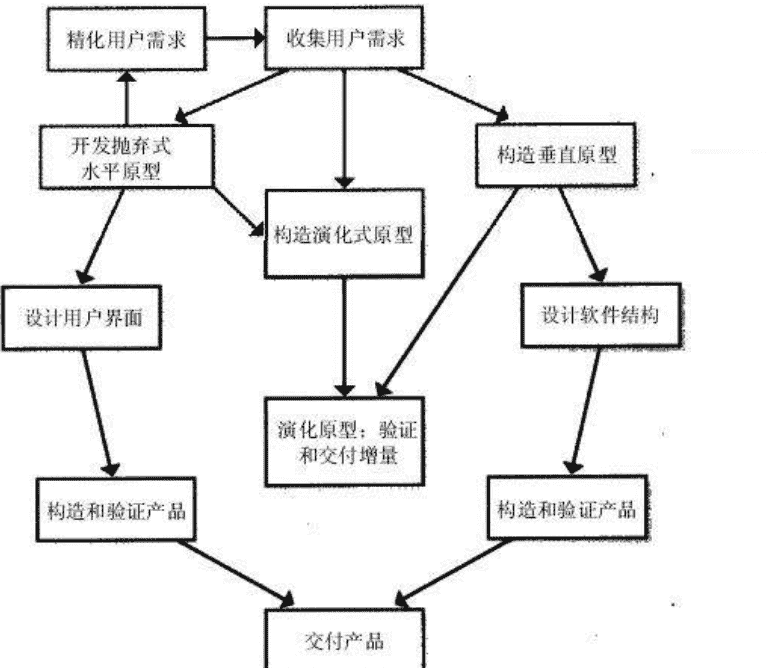 精化用户需求
收集用户需求
开发抛弃式
水平原型
构造垂直原型
构造演化式原型
设计用户界面
设计软件结构
演化原型：验证
和交付增量
构造和验证产品
构造和验证产品
交付产品